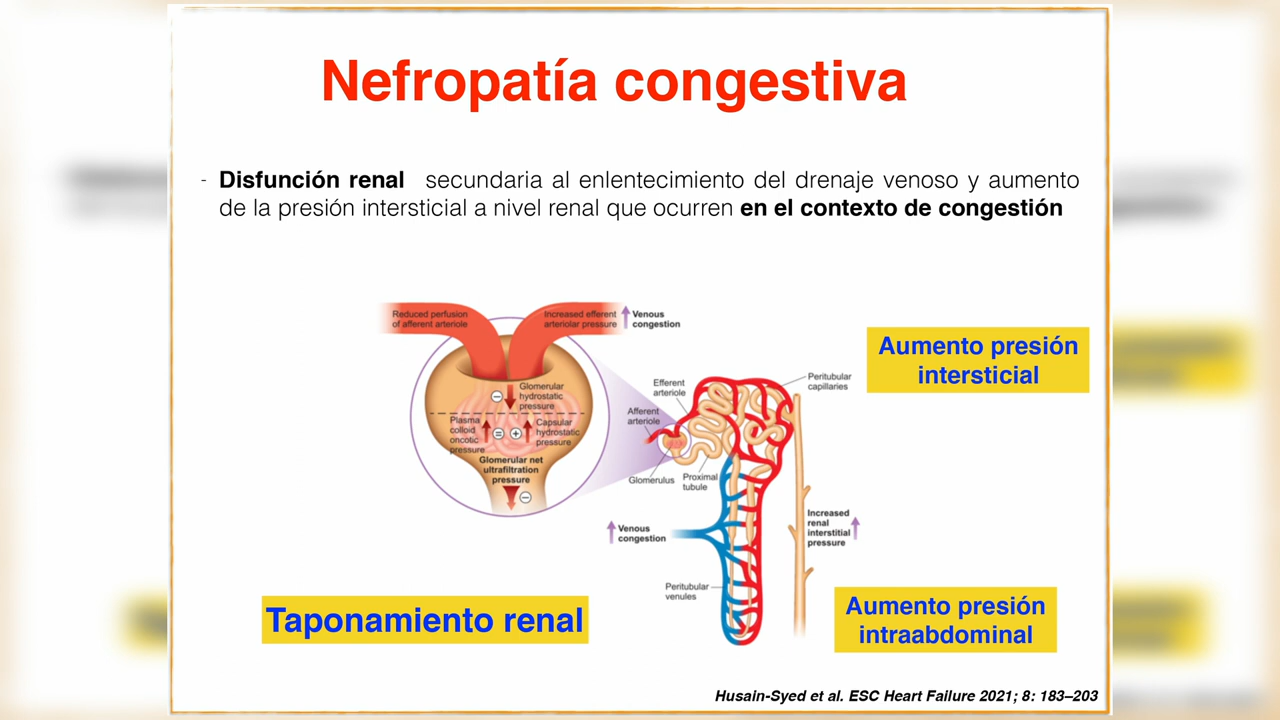 Nefropatía congestiva
- Disfunción renal secundaria al enlentecimiento del drenaje venoso y aumento
de la presión intersticial a nivel renal que ocurren en el contexto de congestión
Reduced perfusion
of afferent arteriole
Increased efferent
arteriolar pressure
Venous
congestion
Glomerular
hydrostatic
pressure
Plasma
colloid
oncotic
pressure
Capsular
hydrostatic
pressure
Glomerular net
ultrafiltration
pressure
Efferent
arteriole
Afferent
arteriole
Peritubular
capillaries
Glomerulus
Proximal
tubule
Venous
congestion
Increased
renal
interstitial
pressure
Peritubular
venules
Aumento presión
intersticial
Taponamiento renal
Aumento presión
intraabdominal
Husain-Syed et al. ESC Heart Failure 2021; 8: 183–203